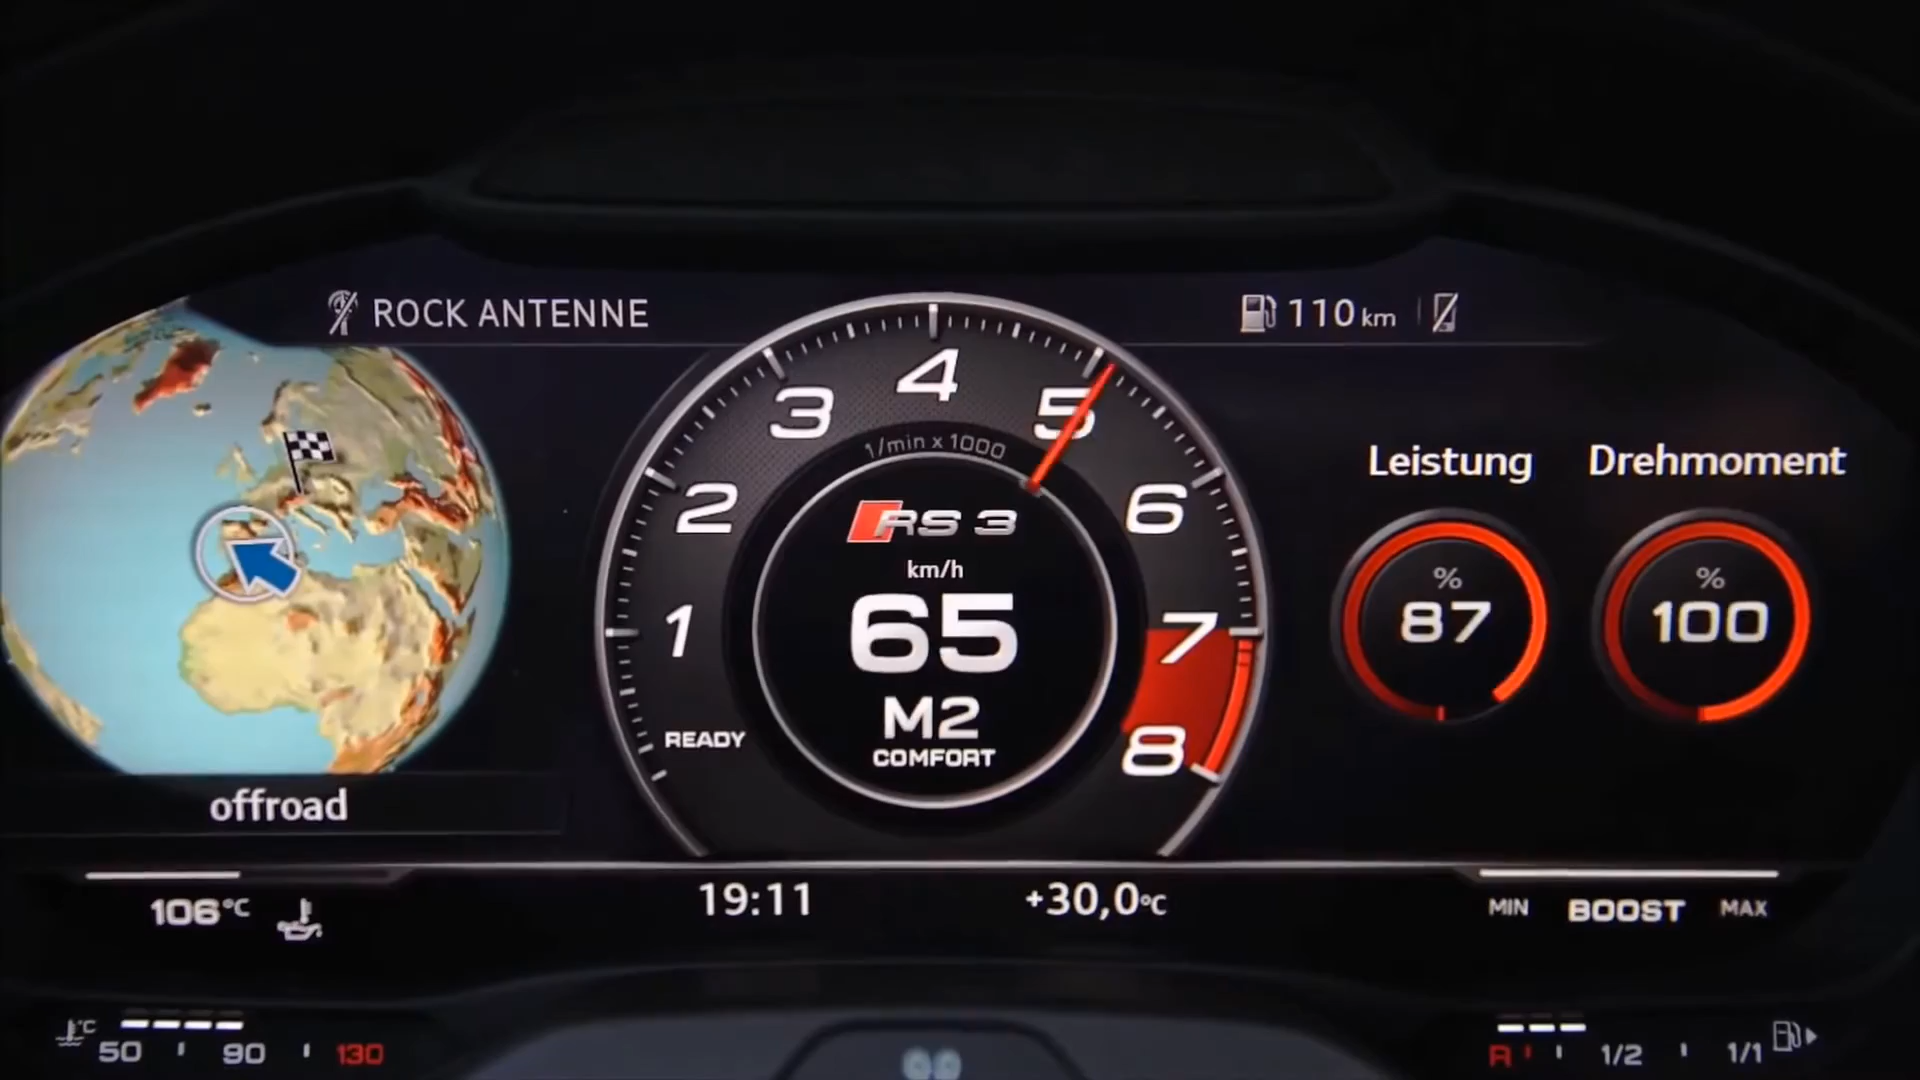 ROCK ANTENNE
110 km
1
2
3
4
5
6
7
8
1/min x 1000
RS 3
km/h
65
M2
COMFORT
READY
Leistung
% 87
Drehmoment
% 100
offroad
106°C
19:11
+30,0°C
MIN BOOST MAX
°C 50 90 130
R 1/2 1/1